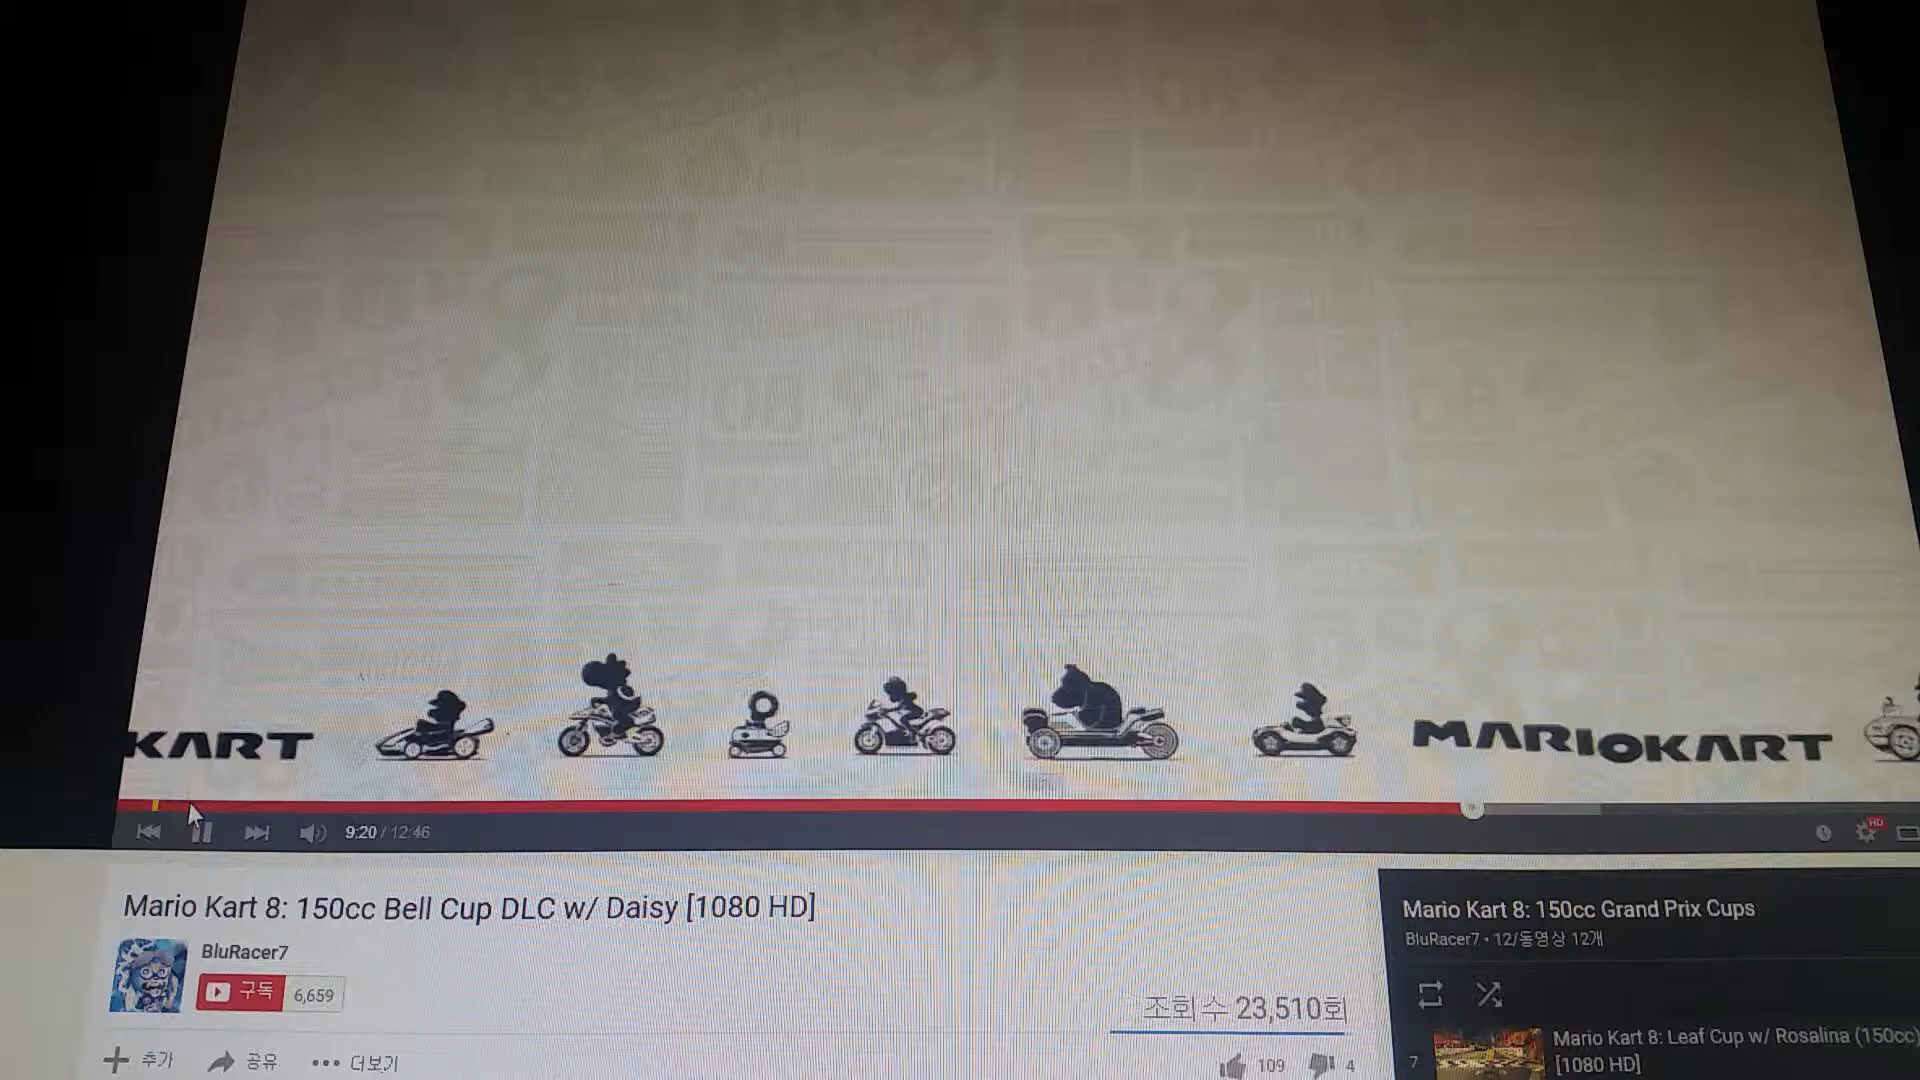 KART
MARIOKART
9:20 / 12:46
HD
Mario Kart 8: 150cc Bell Cup DLC w/ Daisy [1080 HD]
BluRacer7
구독 6,659
조회수 23,510회
추가 공유 더보기
109 4
Mario Kart 8: 150cc Grand Prix Cups
BluRacer7 • 12/동영상 12개
7
Mario Kart 8: Leaf Cup w/ Rosalina (150cc)
[1080 HD]